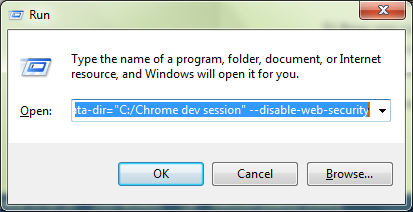 Run
Type the name of a program, folder, document, or Internet
resource, and Windows will open it for you.
Open: ata-dir="C:/Chrome dev session" --disable-web-security
OK Cancel Browse...